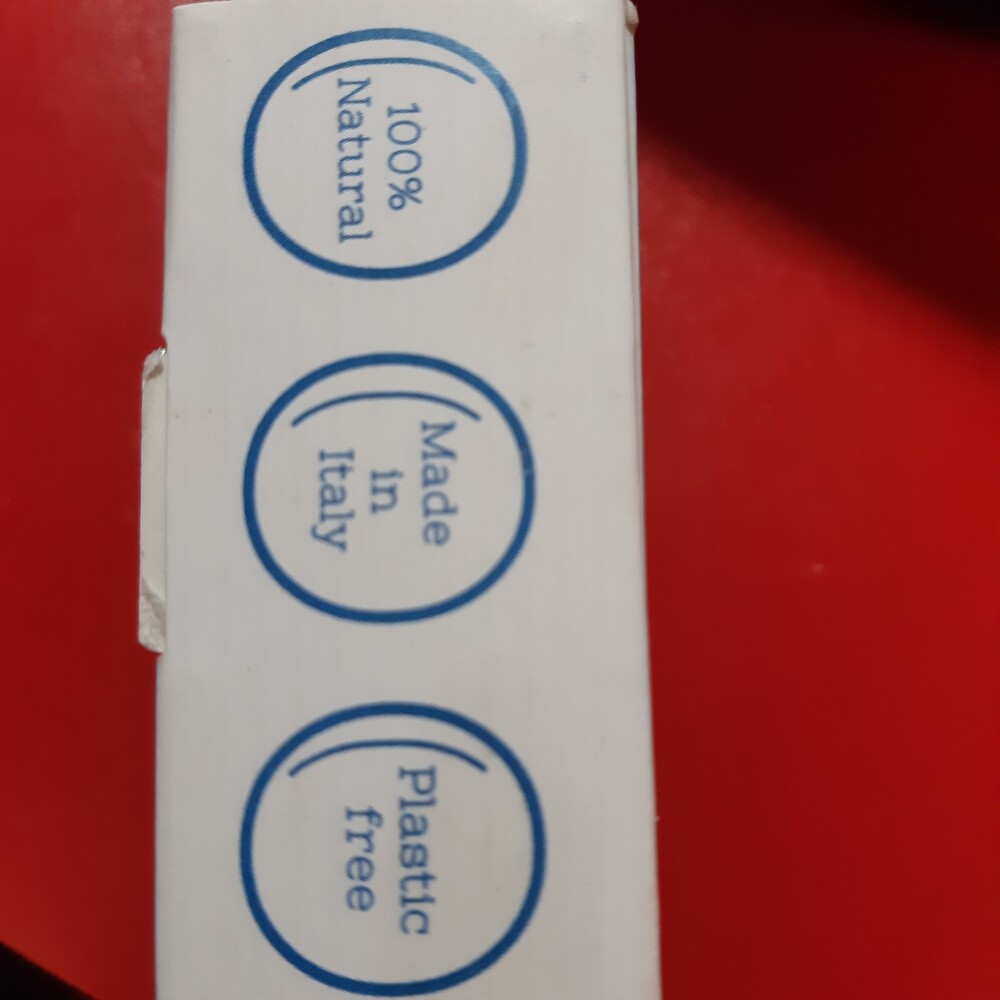 100%
Natural
Made
in
Italy
Plastic
free